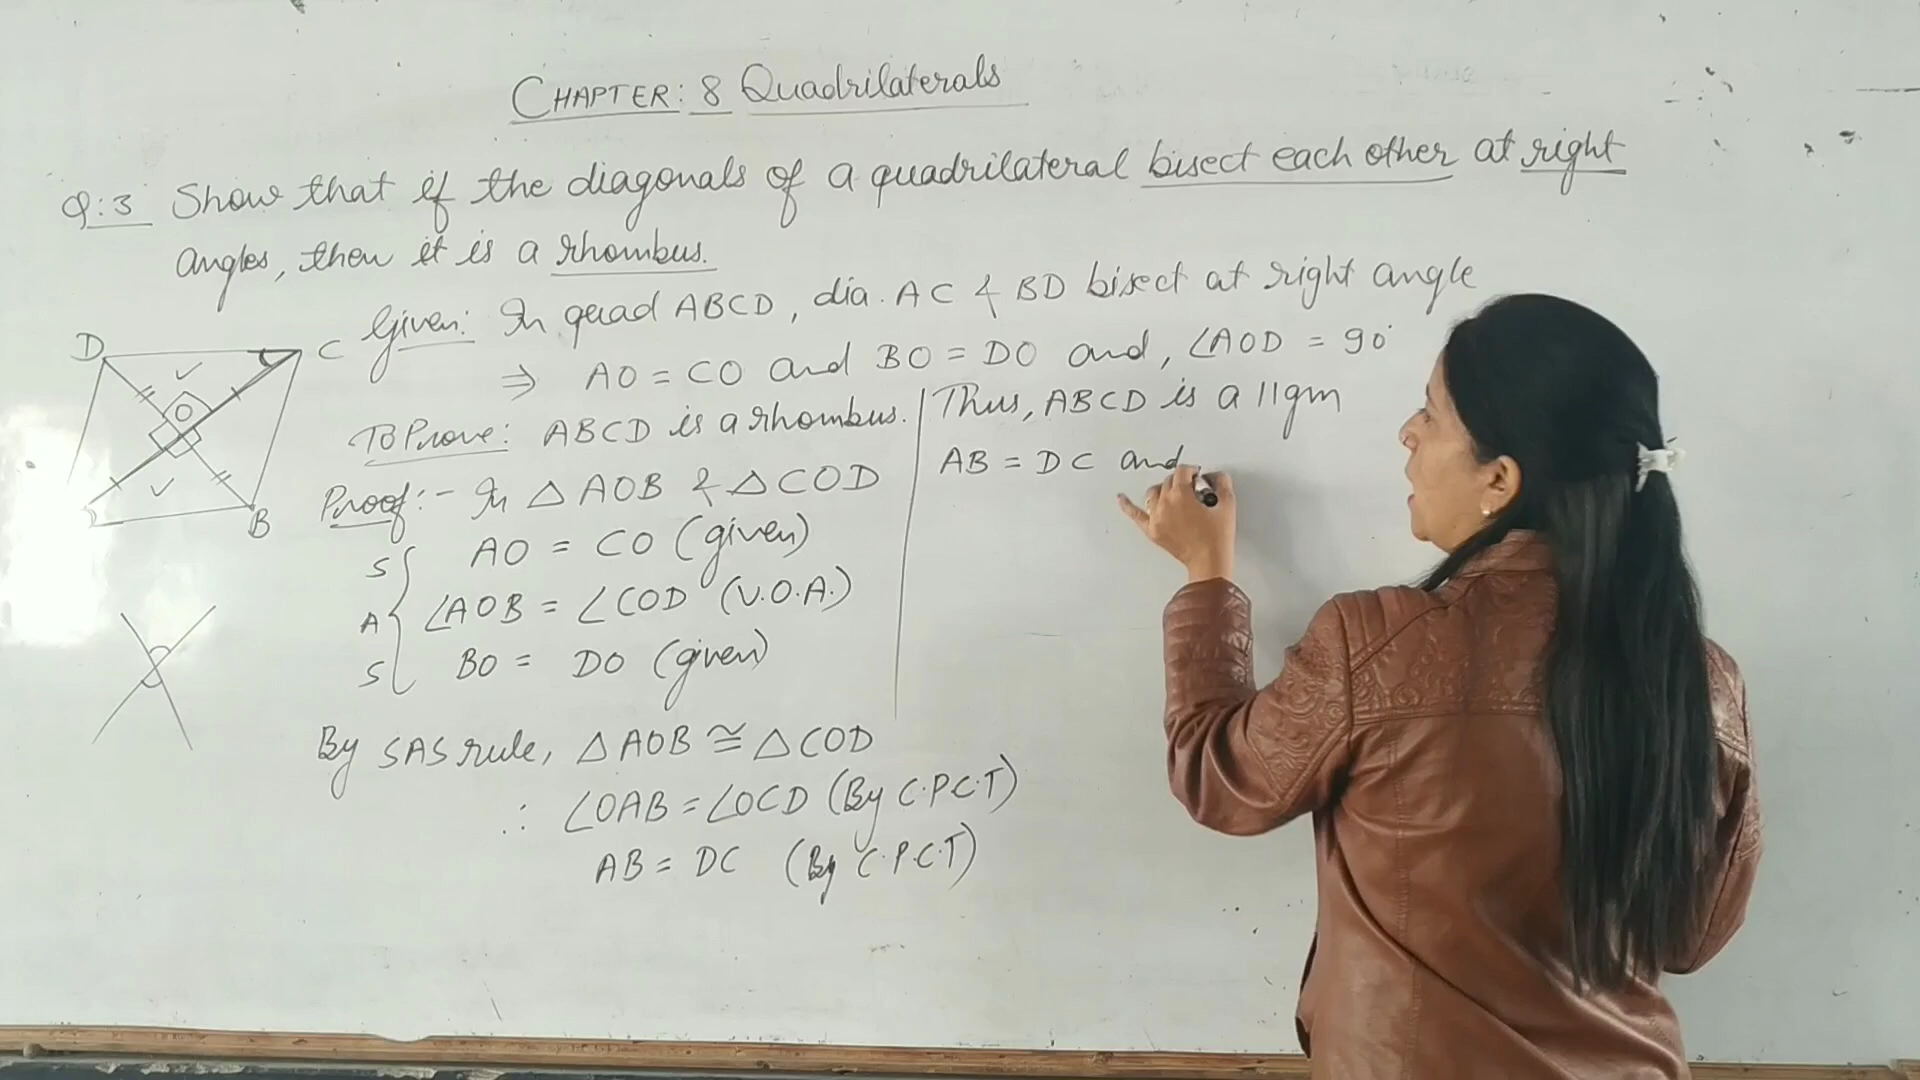 CHAPTER: 8 Quadrilaterals
Q:3 Show that if the diagonals of a quadrilateral bisect each other at right
angles, then it is a rhombus.
Given: In quad ABCD, dia. AC & BD bisect at right angle
⇒ AO = CO and BO = DO and, ∠AOD = 90°
To Prove: ABCD is a rhombus.
Proof:- In △AOB & △COD
S AO = CO (given)
A ∠AOB = ∠COD (V.O.A.)
S BO = DO (given)
By SAS rule, △AOB ≅ △COD
∴ ∠OAB = ∠OCD (By C.P.C.T)
AB = DC (By C.P.C.T)
Thus, ABCD is a 11gm
AB = DC and
D
C
O
B